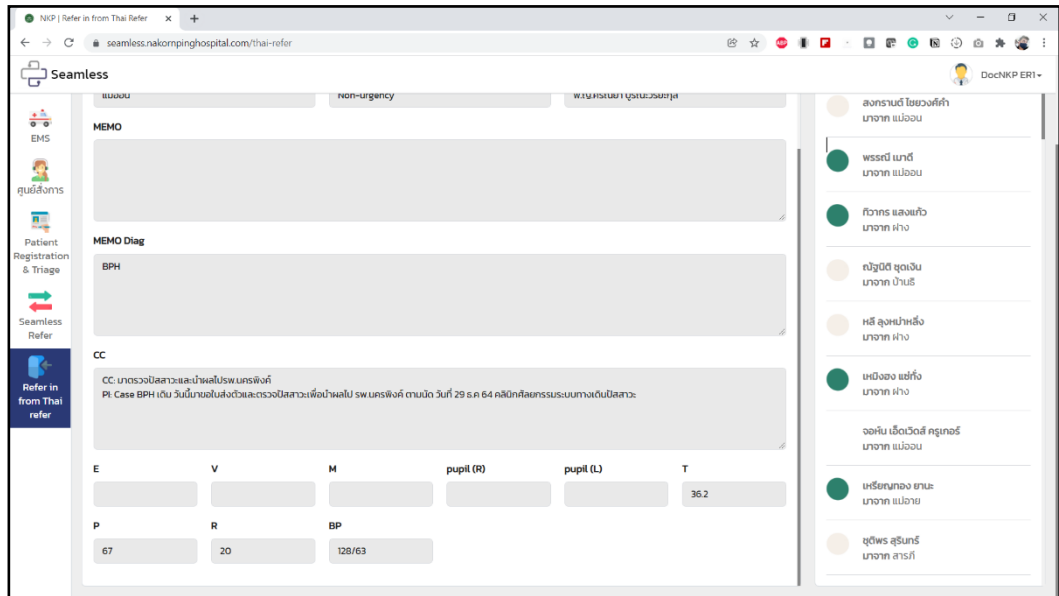 NKP | Refer in from Thai Refer
seamless.nakornpinghospital.com/thai-refer
Seamless
DocNKP ER1
EMS
ศูนย์สั่งการ
Patient
Registration
& Triage
Seamless
Refer
Refer in
from Thai
refer
แม่ออน
Non-urgency
MEMO
MEMO Diag
BPH
CC
CC: มาตรวจปัสสาวะและนำผลไปรพ.นครพิงค์
PI: Case BPH เดิม วันนี้มาขอใบส่งตัวและตรวจปัสสาวะเพื่อนำผลไป รพ.นครพิงค์ ตามนัด วันที่ 29 ธ.ค 64 คลินิกศัลยกรรมระบบทางเดินปัสสาวะ
E
V
M
pupil (R)
pupil (L)
T
36.2
P
R
BP
67
20
128/63
สงกรานต์ ไชยวงศ์คำ
มาจาก แม่ออน
พรรณี เมาดี
มาจาก แม่ออน
ทิวากร แสงแก้ว
มาจาก ฝาง
ณัฐนิติ ชุดเงิน
มาจาก บ้านธิ
หลี ลุงหม่าหลิ่ง
มาจาก ฝาง
เหมิงฮง แซ่ทั่ง
มาจาก ฝาง
จอห์น เอ็ดเวิดส์ ครูเกอร์
มาจาก แม่ออน
เหรียญทอง ยานะ
มาจาก แม่อาย
ชุติพร สุรินทร์
มาจาก สารภี